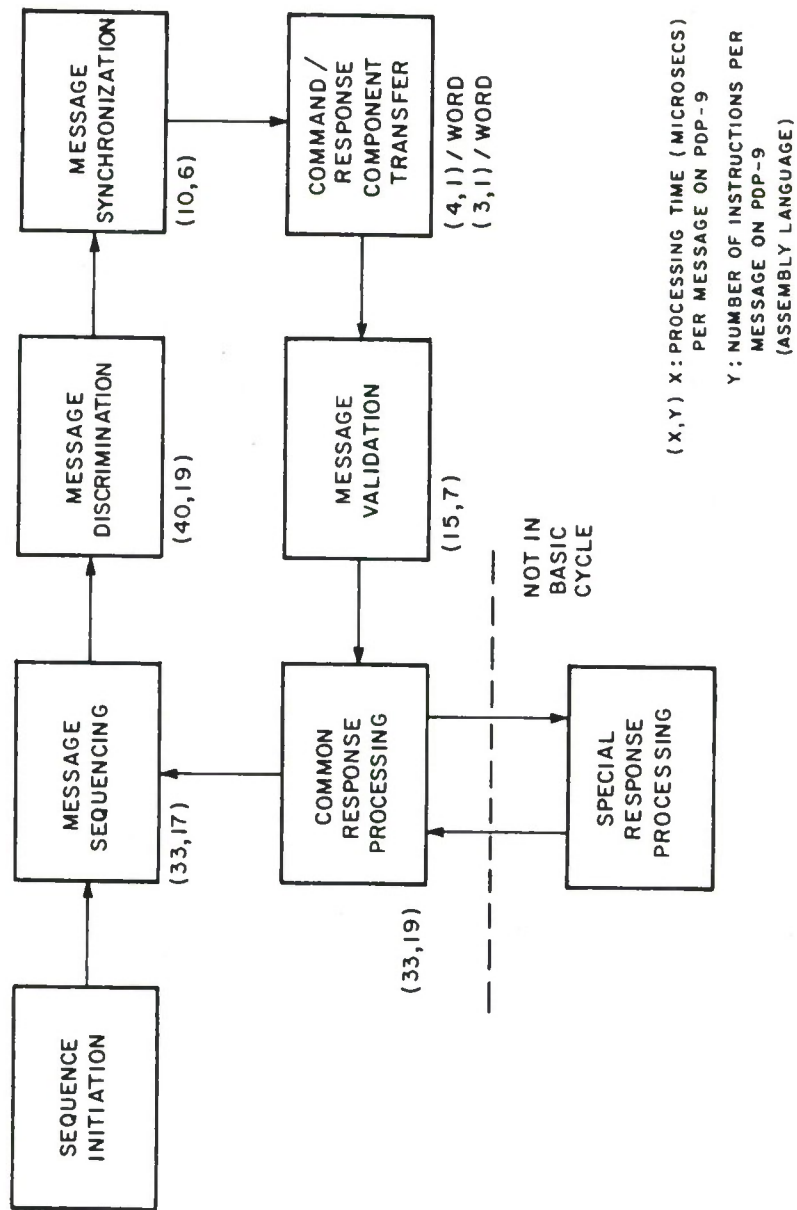 SEQUENCE
INITIATION
MESSAGE
SEQUENCING
(33,17)
MESSAGE
DISCRIMINATION
(40,19)
MESSAGE
SYNCHRONIZATION
(10,6)
COMMAND/
RESPONSE
COMPONENT
TRANSFER
(4,1)/WORD
(3,1)/WORD
MESSAGE
VALIDATION
(15,7)
COMMON
RESPONSE
PROCESSING
(33,19)
NOT IN
BASIC
CYCLE
SPECIAL
RESPONSE
PROCESSING
(X,Y) X: PROCESSING TIME (MICROSECS)
PER MESSAGE ON PDP-9
Y: NUMBER OF INSTRUCTIONS PER
MESSAGE ON PDP-9
(ASSEMBLY LANGUAGE)